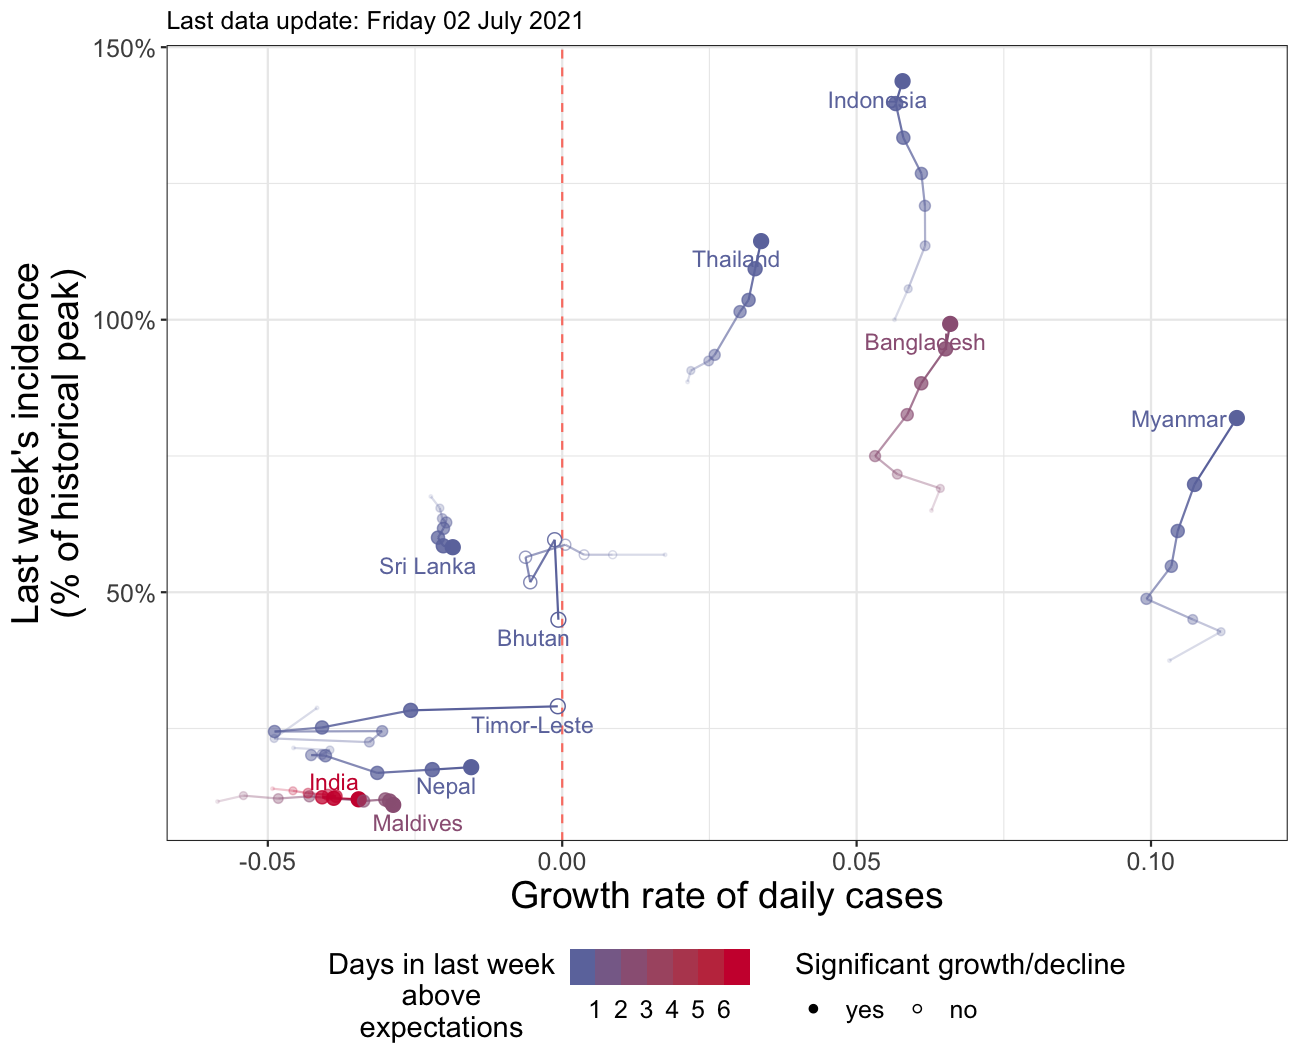 Last data update: Friday 02 July 2021
150%
100%
50%
Last week's incidence
(% of historical peak)
Indonesia
Thailand
Bangladesh
Myanmar
Sri Lanka
Bhutan
Timor-Leste
India
Nepal
Maldives
-0.05 0.00 0.05 0.10
Growth rate of daily cases
Days in last week
above
expectations
1 2 3 4 5 6
Significant growth/decline
yes no